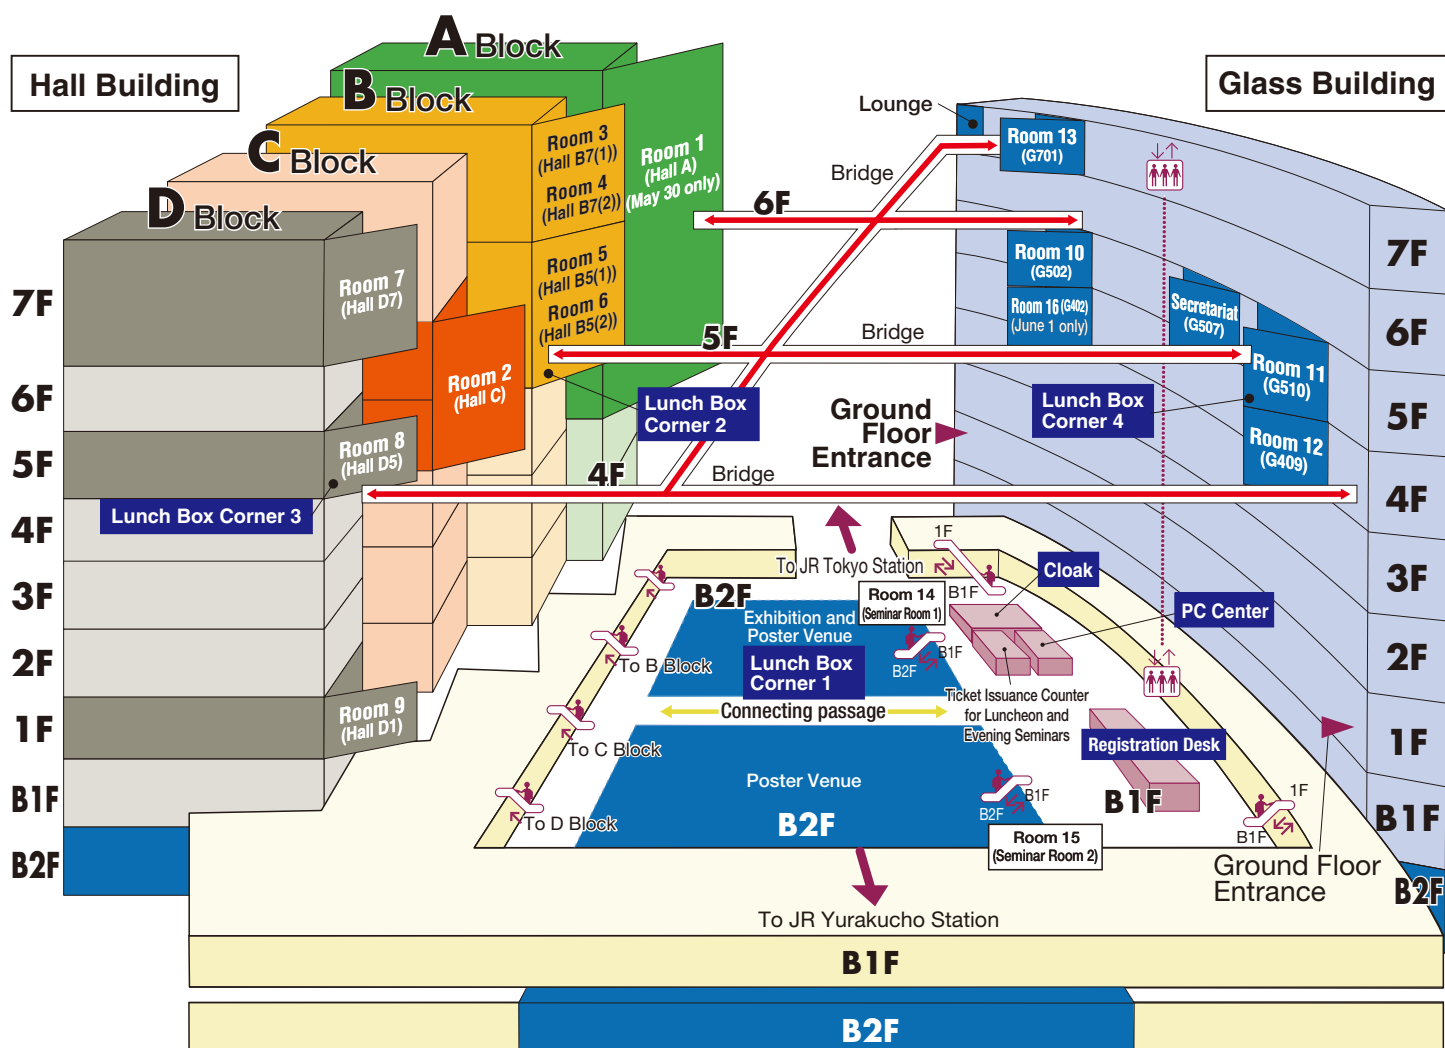 Hall Building
Glass Building
A Block
B Block
C Block
D Block
Room 1
(Hall A)
(May 30 only)
Room 3
(Hall B7(1))
Room 4
(Hall B7(2))
Room 5
(Hall B5(1))
Room 6
(Hall B5(2))
Room 2
(Hall C)
Room 7
(Hall D7)
Room 8
(Hall D5)
Room 9
(Hall D1)
7F
6F
5F
4F
3F
2F
1F
B1F
B2F
Lunch Box Corner 3
Lunch Box
Corner 2
Lounge
Bridge
6F
5F
Bridge
4F
Bridge
Room 13
(G701)
Room 10
(G502)
Room 16 (G402)
(June 1 only)
Secretariat
(G507)
Room 11
(G510)
Room 12
(G409)
Lunch Box
Corner 4
Ground
Floor
Entrance
7F
6F
5F
4F
3F
2F
1F
B1F
B2F
To JR Tokyo Station
1F
B1F
Cloak
PC Center
Room 14
(Seminar Room 1)
B2F
Exhibition and
Poster Venue
Lunch Box
Corner 1
B1F
B2F
To B Block
To C Block
To D Block
Connecting passage
Ticket Issuance Counter
for Luncheon and
Evening Seminars
Registration Desk
B1F
Poster Venue
B2F
B1F
B2F
Room 15
(Seminar Room 2)
1F
B1F
Ground Floor
Entrance
To JR Yurakucho Station
B1F
B2F